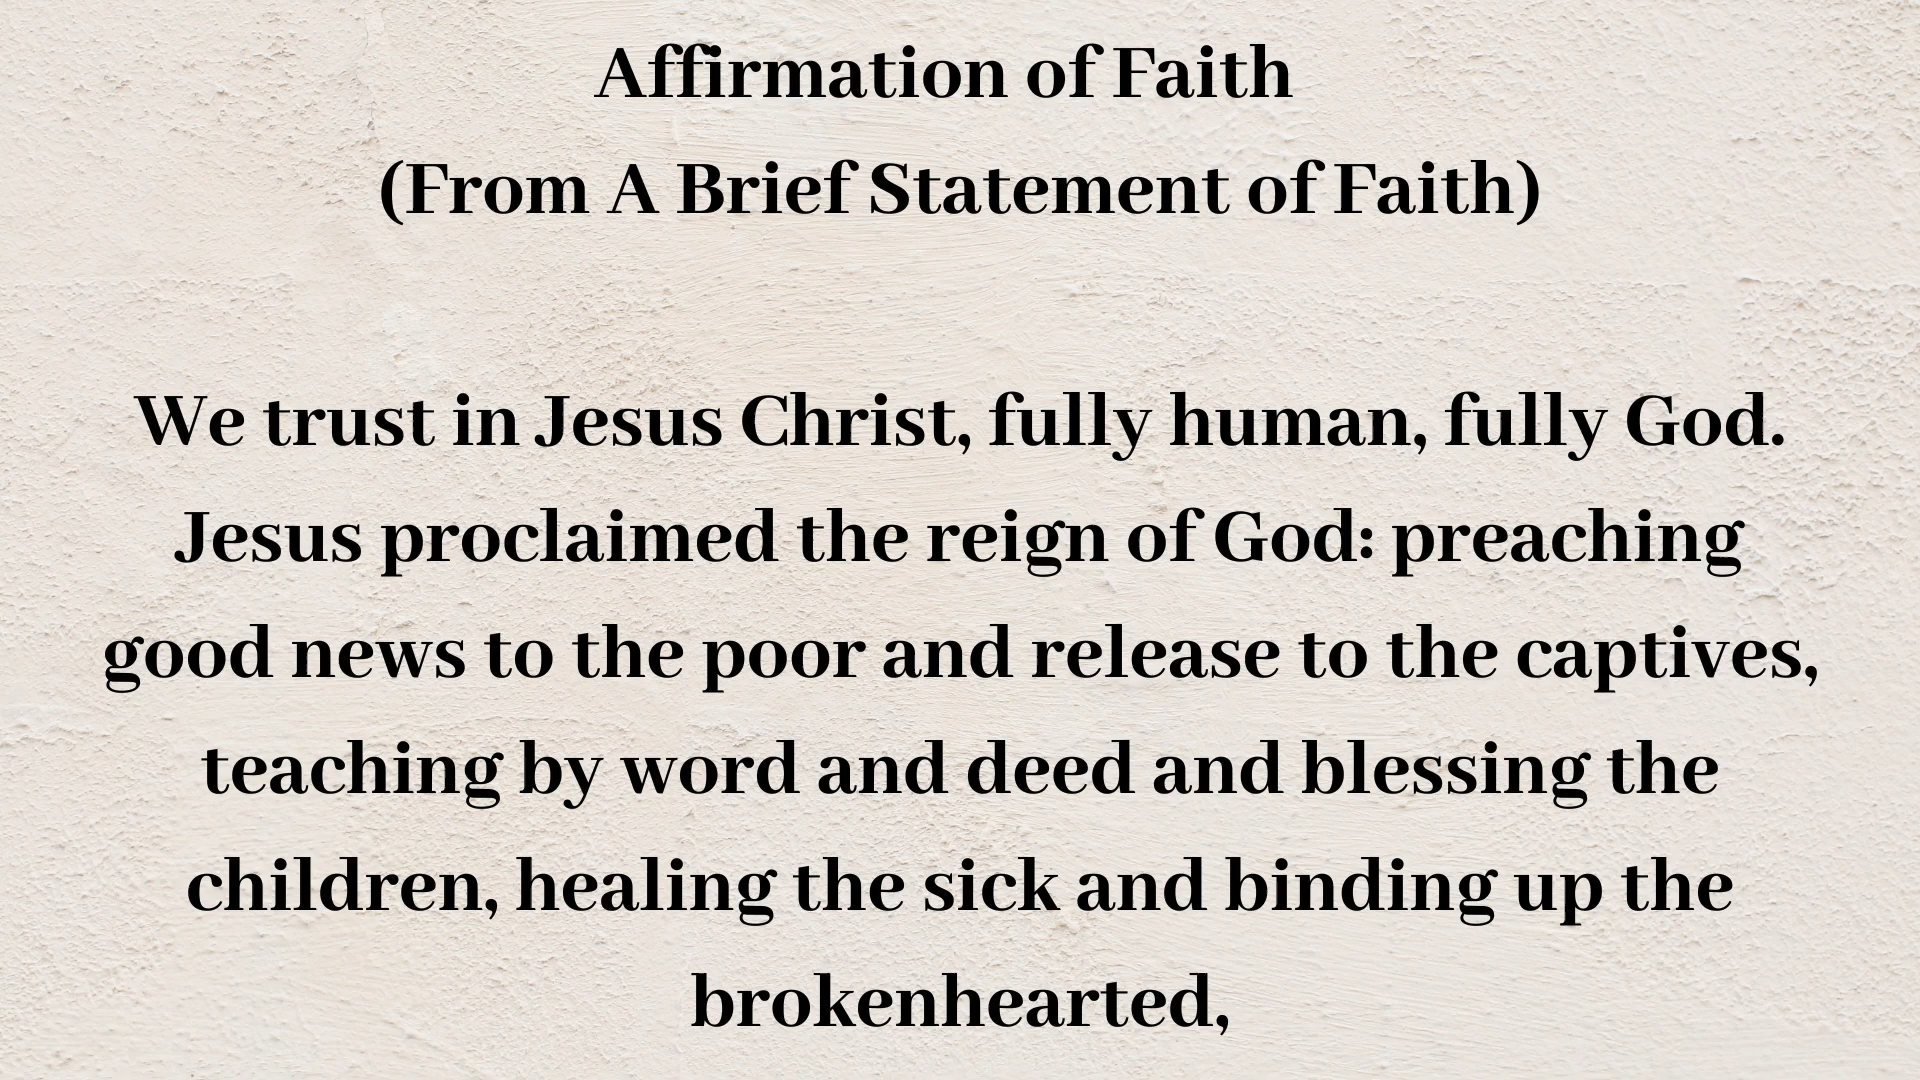 Affirmation of Faith
(From A Brief Statement of Faith)
We trust in Jesus Christ, fully human, fully God.
Jesus proclaimed the reign of God: preaching
good news to the poor and release to the captives,
teaching by word and deed and blessing the
children, healing the sick and binding up the
brokenhearted,